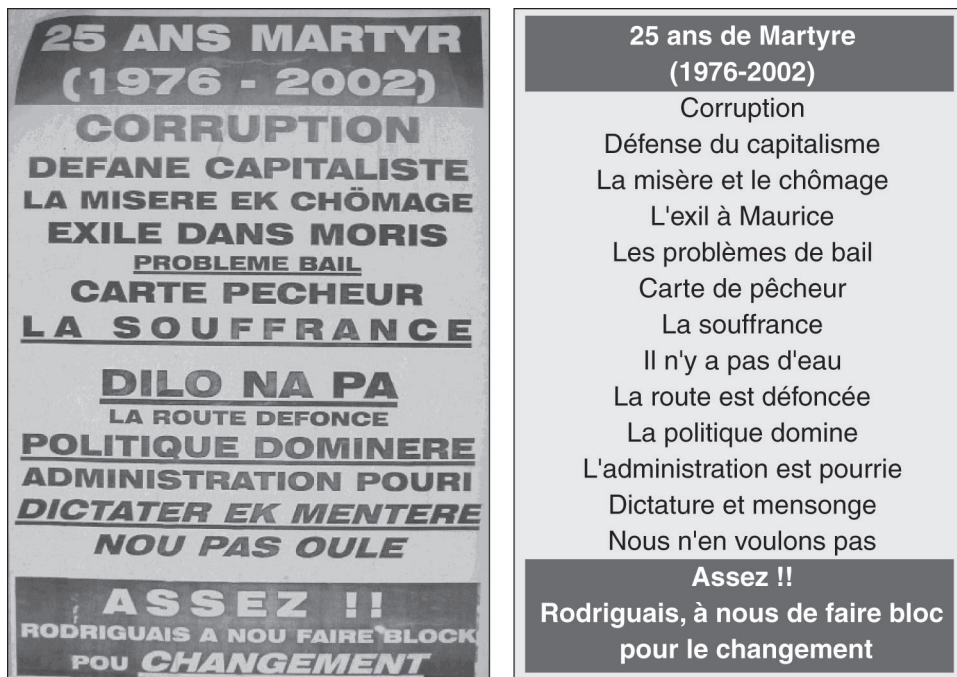 25 ANS MARTYR
(1976 - 2002)
CORRUPTION
DEFANE CAPITALISTE
LA MISERE EK CHÖMAGE
EXILE DANS MORIS
PROBLEME BAIL
CARTE PECHEUR
LA SOUFFRANCE
DILO NA PA
LA ROUTE DEFONCE
POLITIQUE DOMINERE
ADMINISTRATION POURI
DICTATER EK MENTERE
NOU PAS OULE
ASSEZ !!
RODRIGUAIS A NOU FAIRE BLOCK
POU CHANGEMENT
25 ans de Martyre
(1976-2002)
Corruption
Défense du capitalisme
La misère et le chômage
L'exil à Maurice
Les problèmes de bail
Carte de pêcheur
La souffrance
Il n'y a pas d'eau
La route est défoncée
La politique domine
L'administration est pourrie
Dictature et mensonge
Nous n'en voulons pas
Assez !!
Rodriguais, à nous de faire bloc
pour le changement